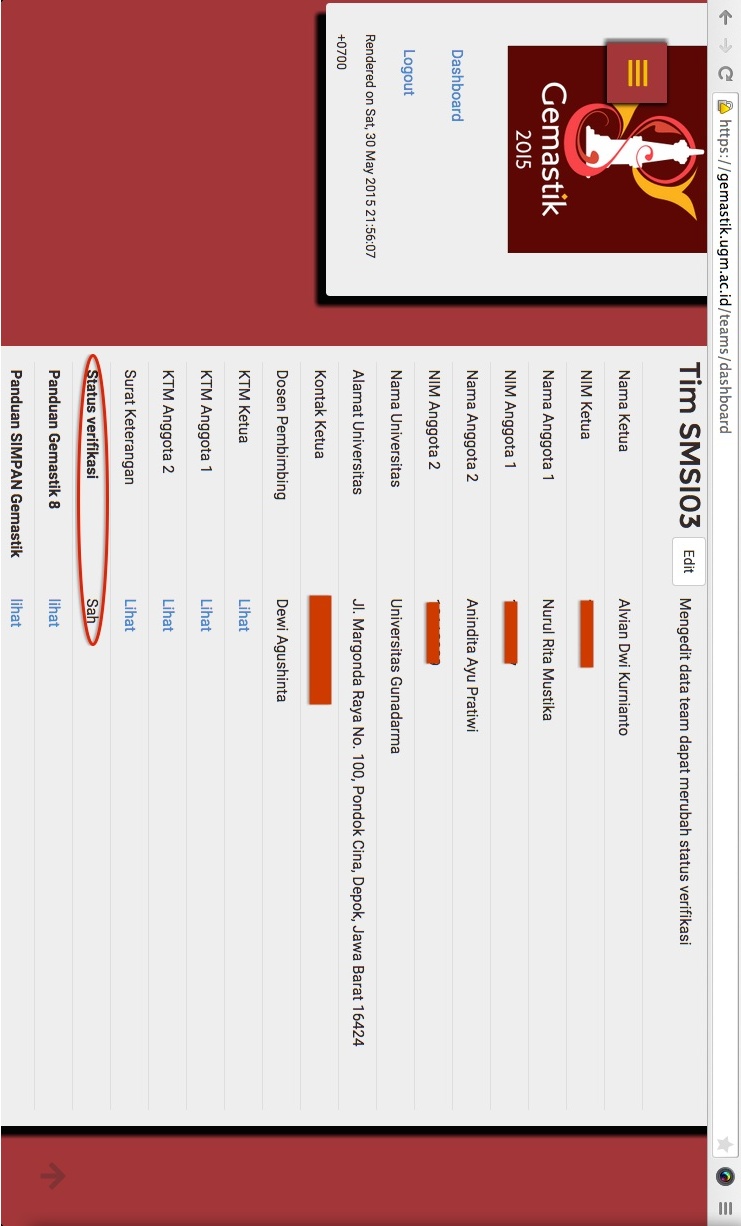 https://gemastik.ugm.ac.id/teams/dashboard
Gemastik
2015
Dashboard
Logout
Rendered on Sat, 30 May 2015 21:56:07
+0700
Tim SMSI03 Edit Mengedit data team dapat merubah status verifikasi
Nama Ketua Alvian Dwi Kurnianto
NIM Ketua
Nama Anggota 1 Nurul Rita Mustika
NIM Anggota 1
Nama Anggota 2 Anindita Ayu Pratiwi
NIM Anggota 2
Nama Universitas Universitas Gunadarma
Alamat Universitas Jl. Margonda Raya No. 100, Pondok Cina, Depok, Jawa Barat 16424
Kontak Ketua
Dosen Pembimbing Dewi Agushinta
KTM Ketua Lihat
KTM Anggota 1 Lihat
KTM Anggota 2 Lihat
Surat Keterangan Lihat
Status verifikasi Sah
Panduan Gemastik 8 lihat
Panduan SIMPAN Gemastik lihat